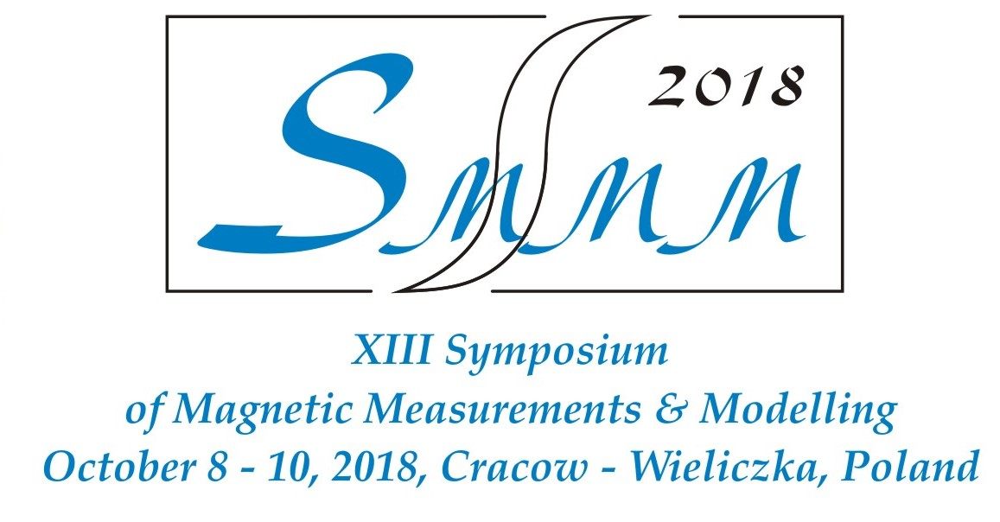 2018
SMMM
XIII Symposium
of Magnetic Measurements & Modelling
October 8 - 10, 2018, Cracow - Wieliczka, Poland